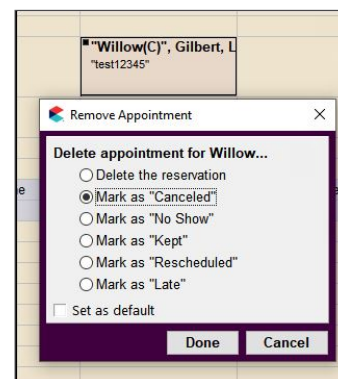 "Willow(C)", Gilbert, L
"test12345"
Remove Appointment
Delete appointment for Willow...
Delete the reservation
Mark as "Canceled"
Mark as "No Show"
Mark as "Kept"
Mark as "Rescheduled"
Mark as "Late"
Set as default
Done Cancel